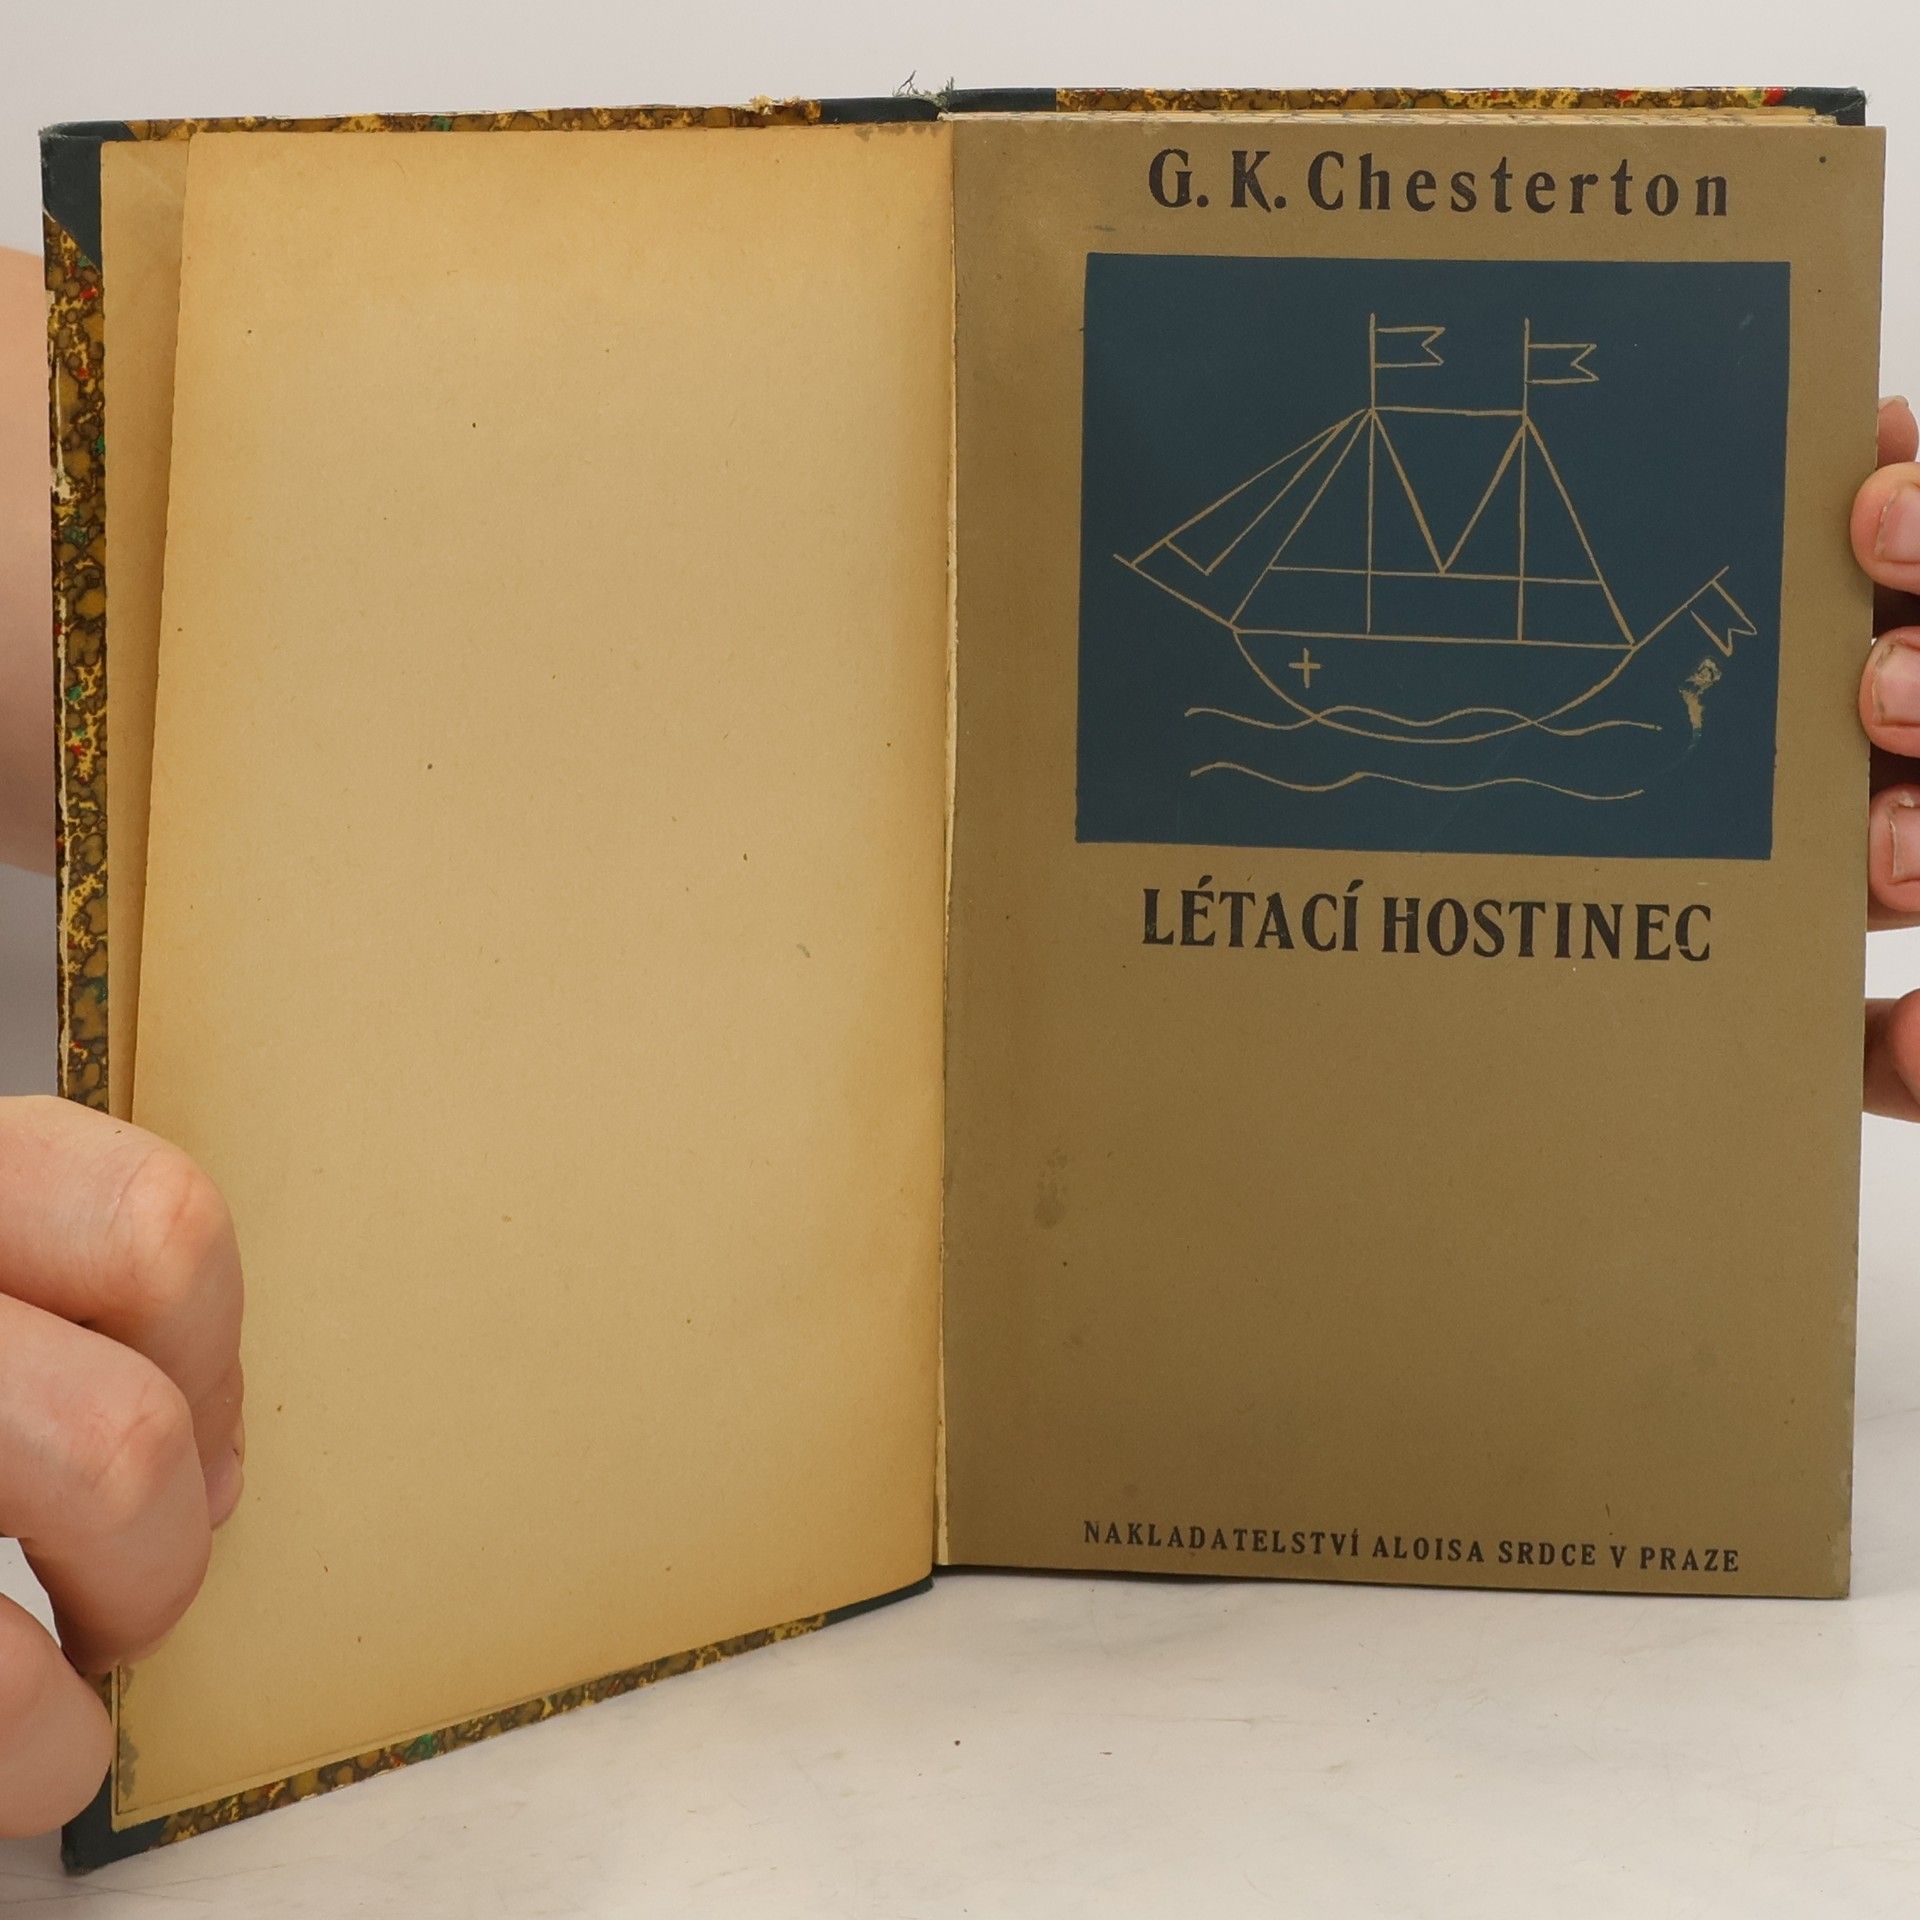 G. K. Chesterton
LÉTACÍ HOSTINEC
NAKLADATELSTVÍ ALOISA SRDCE V PRAZE